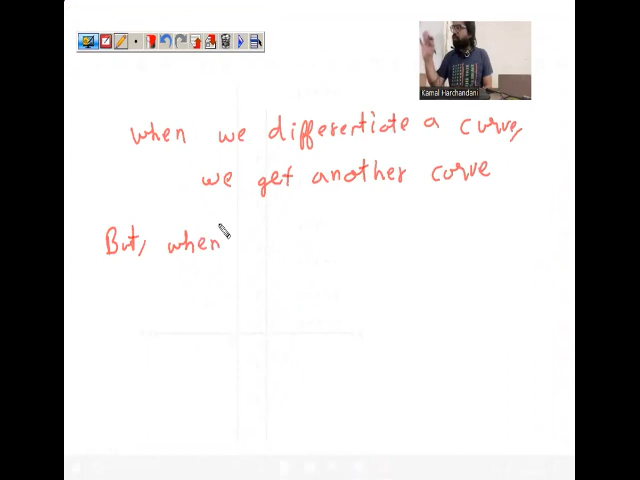 Kamal Harchandani
when we differentiate a curve,
we get another curve
But, when